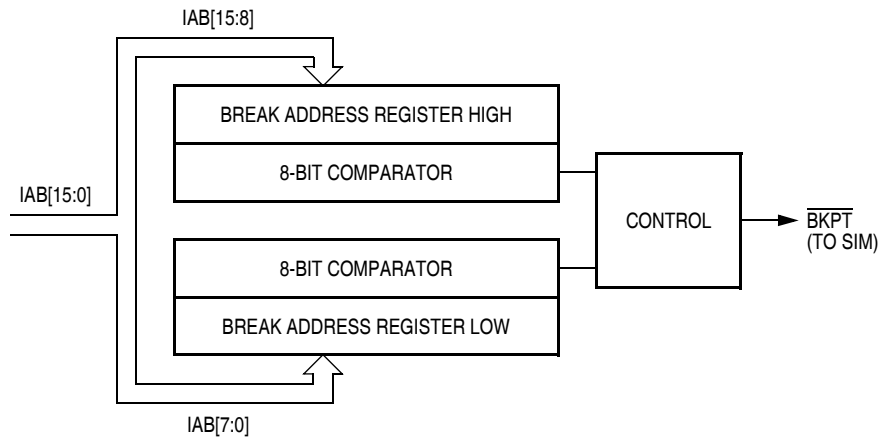 IAB[15:8]
BREAK ADDRESS REGISTER HIGH
8-BIT COMPARATOR
IAB[15:0]
CONTROL
BKPT
(TO SIM)
8-BIT COMPARATOR
BREAK ADDRESS REGISTER LOW
IAB[7:0]